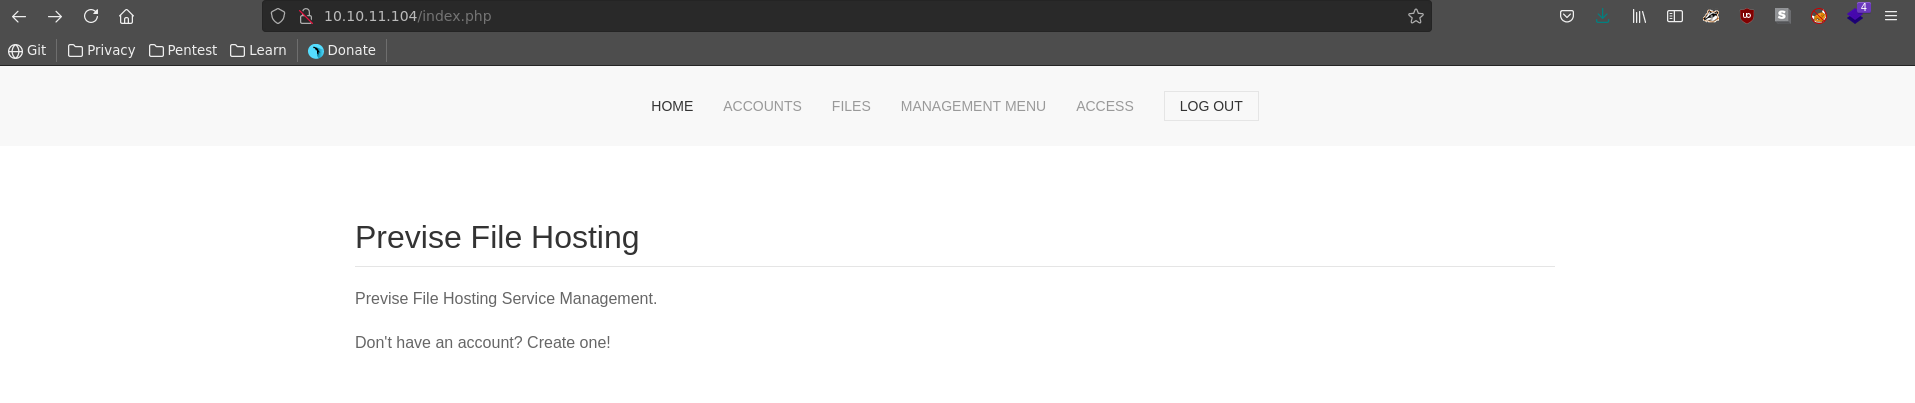 10.10.11.104/index.php
4
Git Privacy Pentest Learn Donate
HOME ACCOUNTS FILES MANAGEMENT MENU ACCESS LOG OUT
Previse File Hosting
Previse File Hosting Service Management.
Don't have an account? Create one!